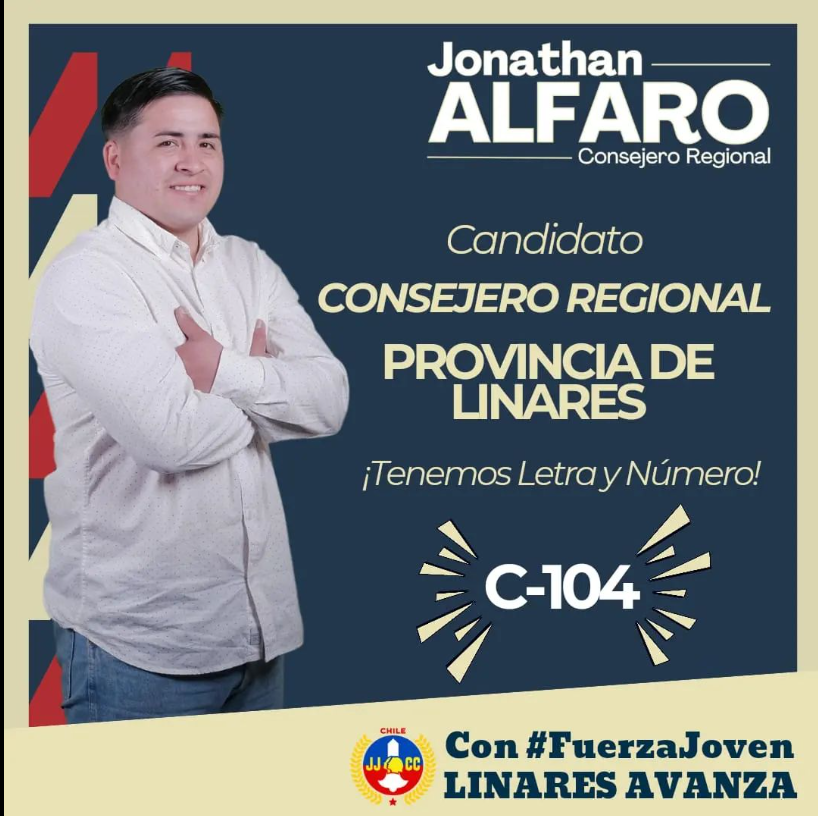 Jonathan
ALFARO
Consejero Regional
Candidato
CONSEJERO REGIONAL
PROVINCIA DE
LINARES
¡Tenemos Letra y Número!
C-104
CHILE
JJ CC
Con #FuerzaJoven
LINARES AVANZA